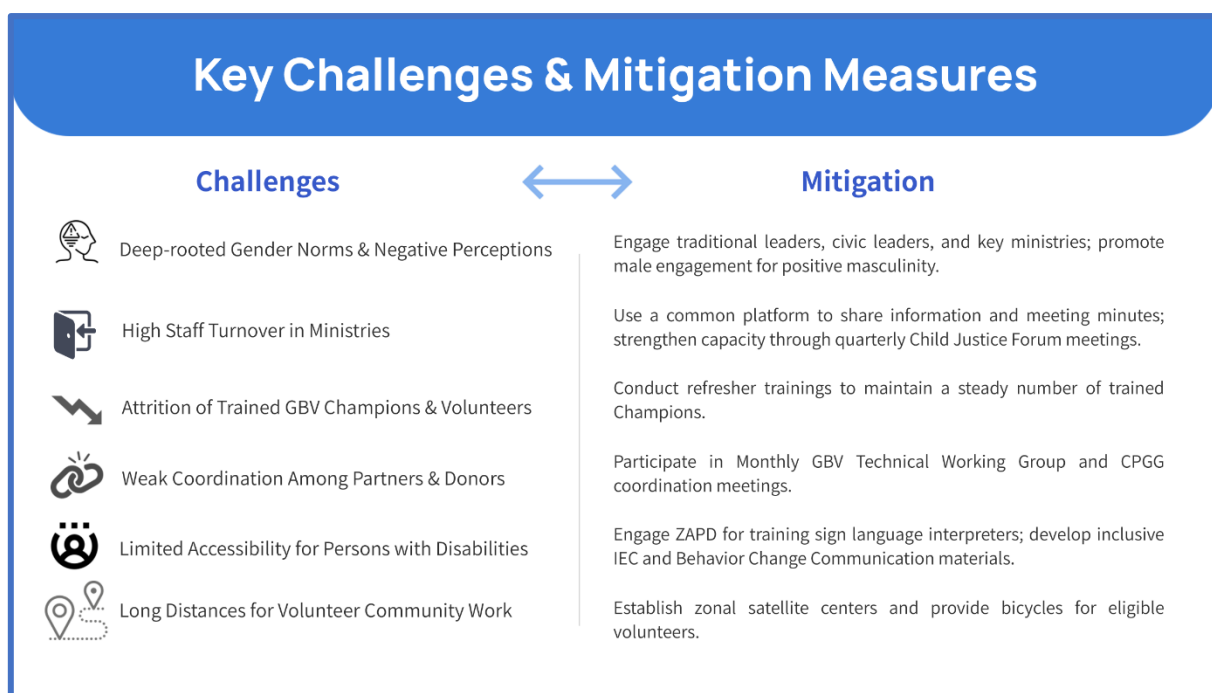 Key Challenges & Mitigation Measures
Challenges
Mitigation
Deep-rooted Gender Norms & Negative Perceptions
Engage traditional leaders, civic leaders, and key ministries; promote
male engagement for positive masculinity.
High Staff Turnover in Ministries
Use a common platform to share information and meeting minutes;
strengthen capacity through quarterly Child Justice Forum meetings.
Attrition of Trained GBV Champions & Volunteers
Conduct refresher trainings to maintain a steady number of trained
Champions.
Weak Coordination Among Partners & Donors
Participate in Monthly GBV Technical Working Group and CPGG
coordination meetings.
Limited Accessibility for Persons with Disabilities
Engage ZAPD for training sign language interpreters; develop inclusive
IEC and Behavior Change Communication materials.
Long Distances for Volunteer Community Work
Establish zonal satellite centers and provide bicycles for eligible
volunteers.